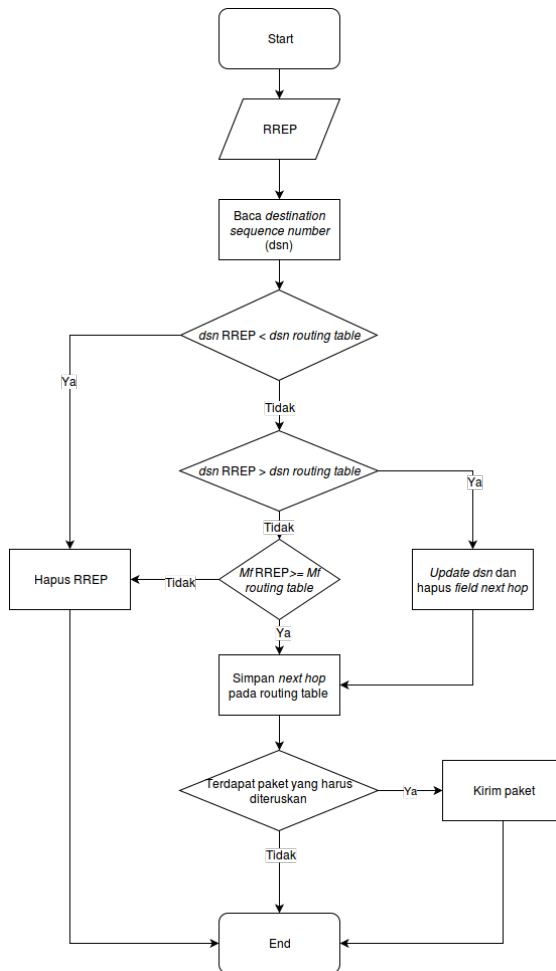 Start
RREP
Baca destination
sequence number
(dsn)
dsn RREP < dsn routing table
Ya
Tidak
dsn RREP > dsn routing table
Ya
Tidak
Hapus RREP
Tidak
Mf RREP>= Mf
routing table
Update dsn dan
hapus field next hop
Ya
Simpan next hop
pada routing table
Terdapat paket yang harus
diteruskan
Ya
Kirim paket
Tidak
End